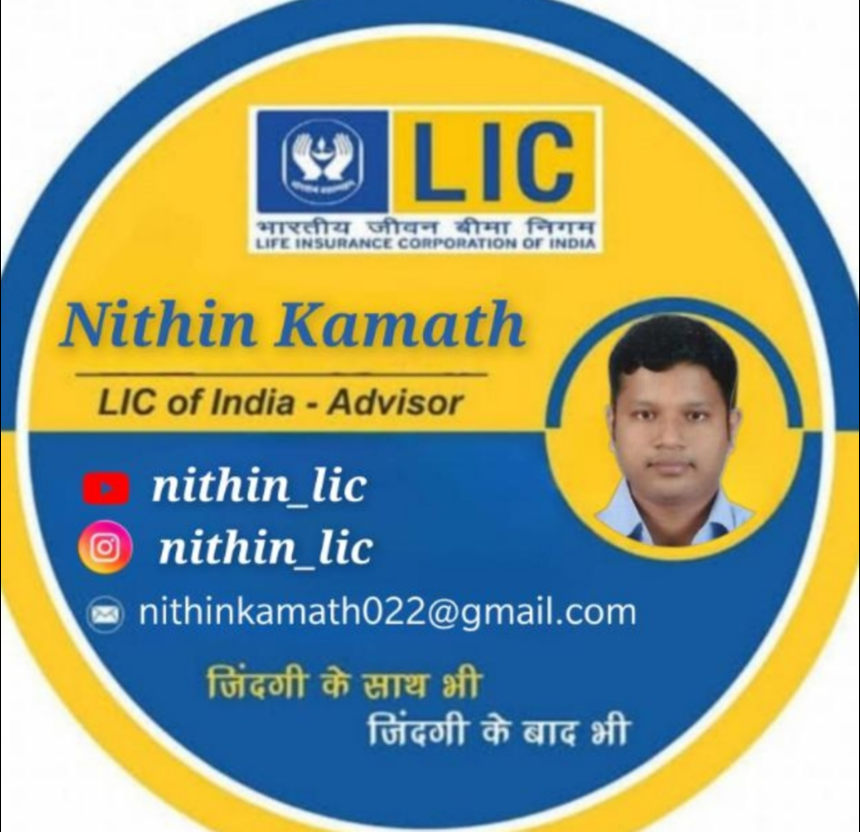 LIC
भारतीय जीवन बीमा निगम
LIFE INSURANCE CORPORATION OF INDIA
Nithin Kamath
LIC of India - Advisor
nithin_lic
nithin_lic
nithinkamath022@gmail.com
जिंदगी के साथ भी
जिंदगी के बाद भी